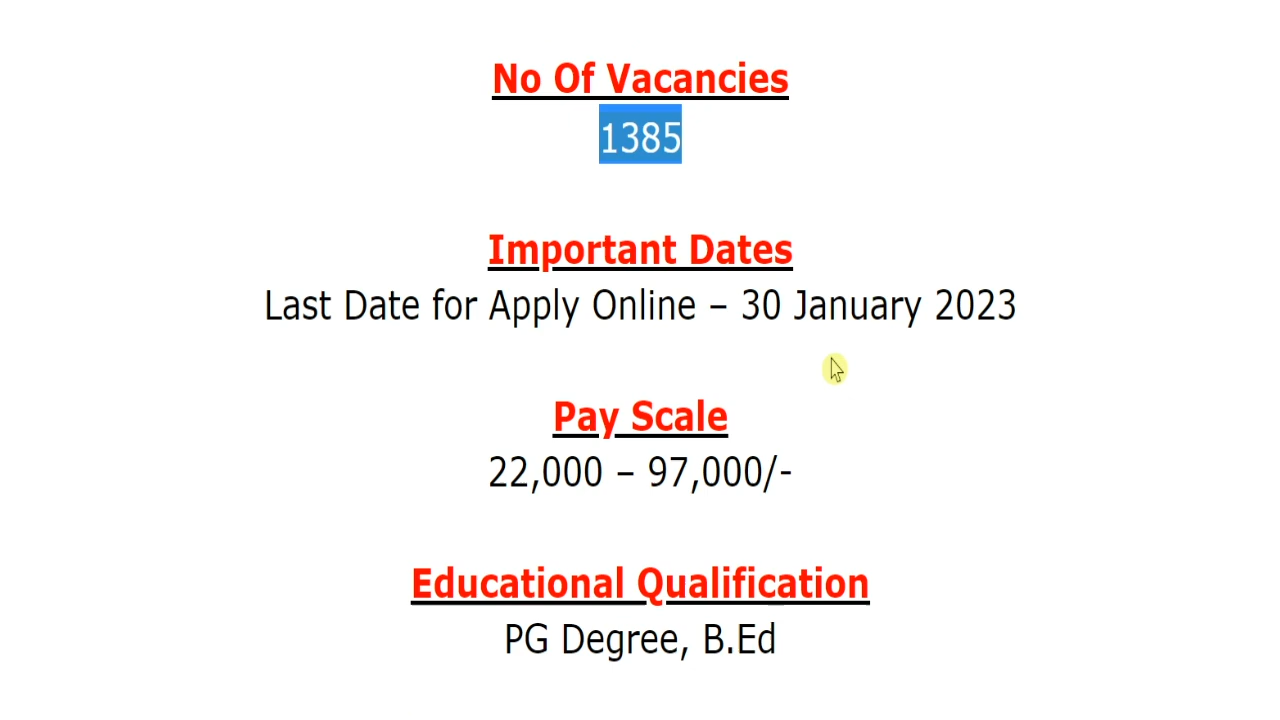 No Of Vacancies
1385
Important Dates
Last Date for Apply Online – 30 January 2023
Pay Scale
22,000 – 97,000/-
Educational Qualification
PG Degree, B.Ed